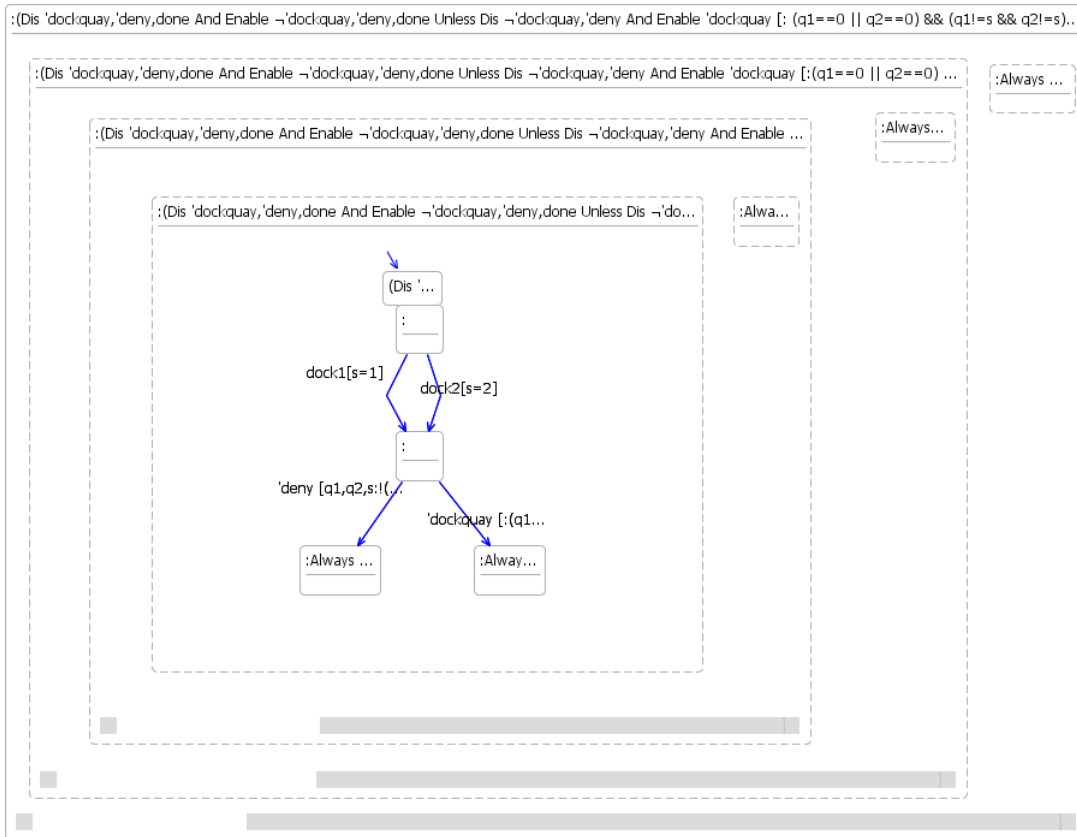 :(Dis 'dockquay,'deny,done And Enable ¬'dockquay,'deny,done Unless Dis ¬'dockquay,'deny And Enable 'dockquay [: (q1==0 || q2==0) && (q1!=s && q2!=s)...
:(Dis 'dockquay,'deny,done And Enable ¬'dockquay,'deny,done Unless Dis ¬'dockquay,'deny And Enable 'dockquay [:(q1==0 || q2==0) ...
:Always ...
:(Dis 'dockquay,'deny,done And Enable ¬'dockquay,'deny,done Unless Dis ¬'dockquay,'deny And Enable ...
:Always...
:(Dis 'dockquay,'deny,done And Enable ¬'dockquay,'deny,done Unless Dis ¬'do...
:Alwa...
(Dis '...
:
dock1[s=1]
dock2[s=2]
:
'deny [q1,q2,s:!(...
'dockquay [:(q1...
:Always ...
:Alway...